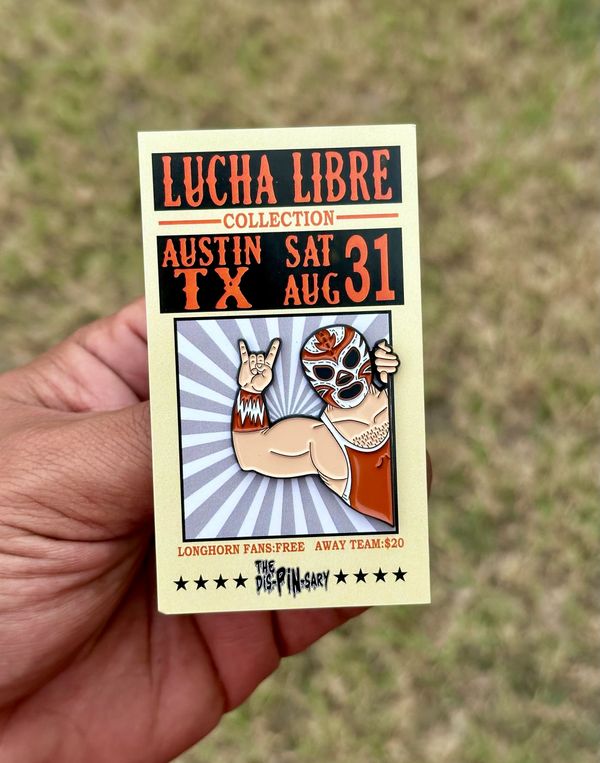 LUCHA LIBRE
COLLECTION
AUSTIN TX
SAT AUG 31
LONGHORN FANS:FREE AWAY TEAM:$20
THE DIS-PIN-SARY